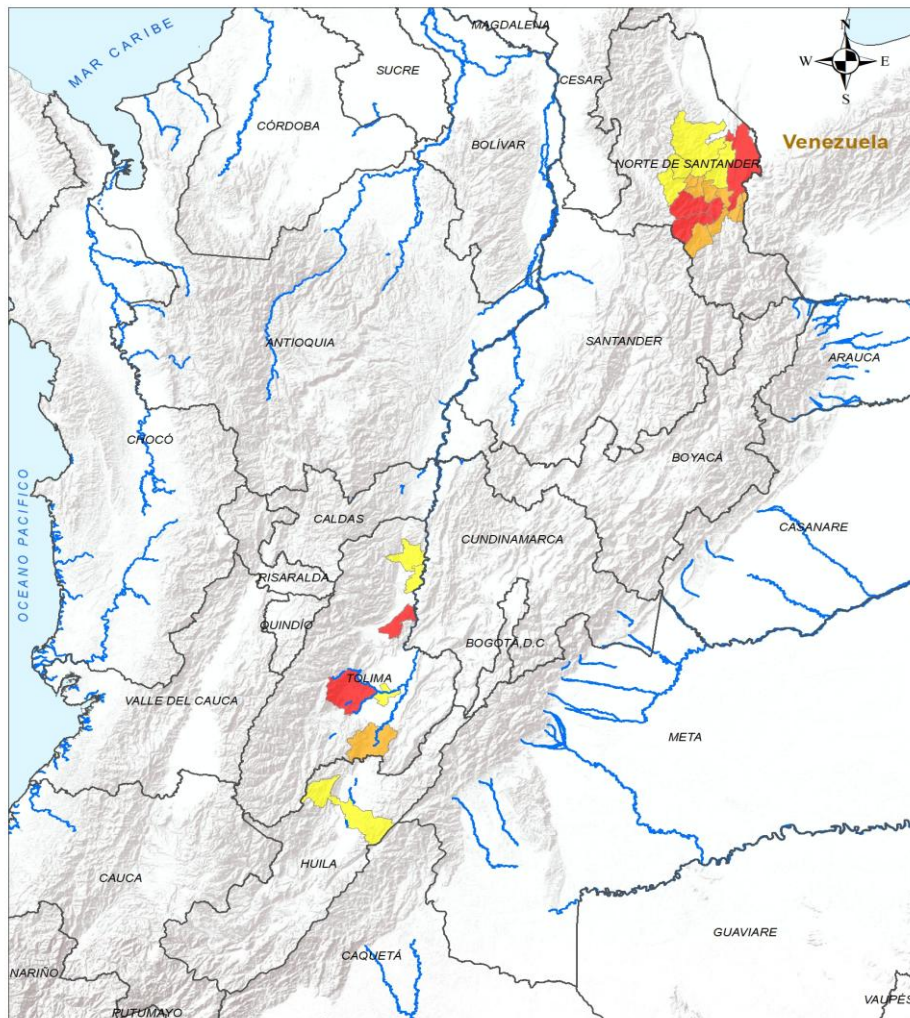 MAGDALENA
N
MAR CARIBE
W
E
SUCRE
CESAR
S
CÓRDOBA
BOLÍVAR
Venezuela
NORTE DE SANTANDER
ANTIOQUIA
SANTANDER
ARAUCA
CHOCÓ
BOYACÁ
OCEANO PACIFICO
CALDAS
CASANARE
CUNDINAMARCA
RISARALDA
QUINDÍO
BOGOTÁ,D.C
TOLIMA
VALLE DEL CAUCA
META
HUILA
CAUCA
GUAVIARE
CAQUETÁ
NARIÑO
VAUPÉS
PUTUMAYO